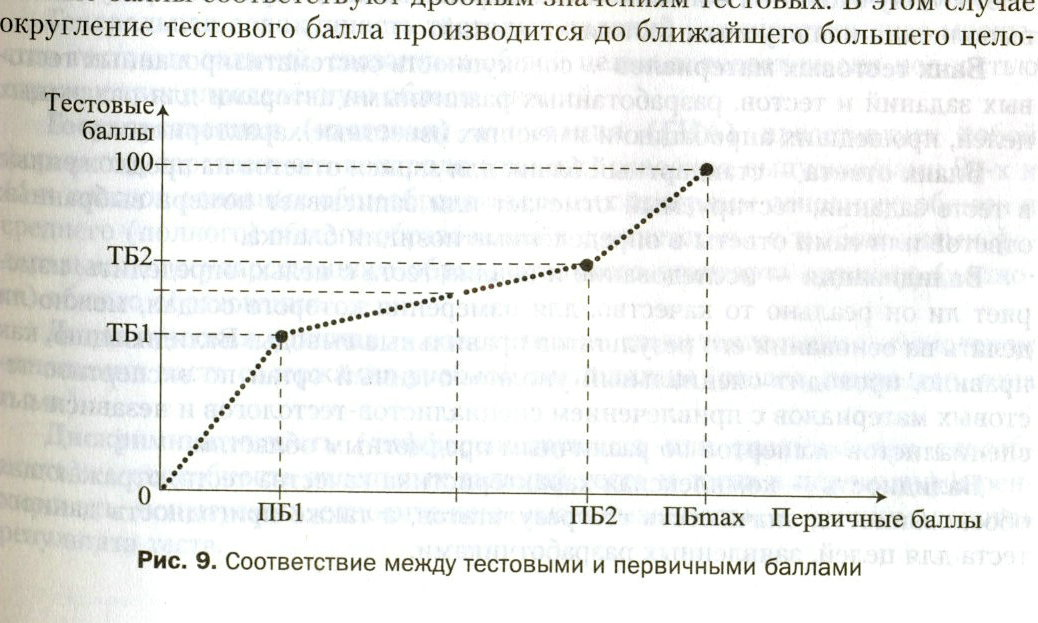 баллы соответствуют дробным значениям тестовых. В этом случае
округление тестового балла производится до ближайшего большего цело-
Тестовые
баллы
100
ТБ2
ТБ1
0
ПБ1 ПБ2 ПБmax Первичные баллы
Рис. 9. Соответствие между тестовыми и первичными баллами